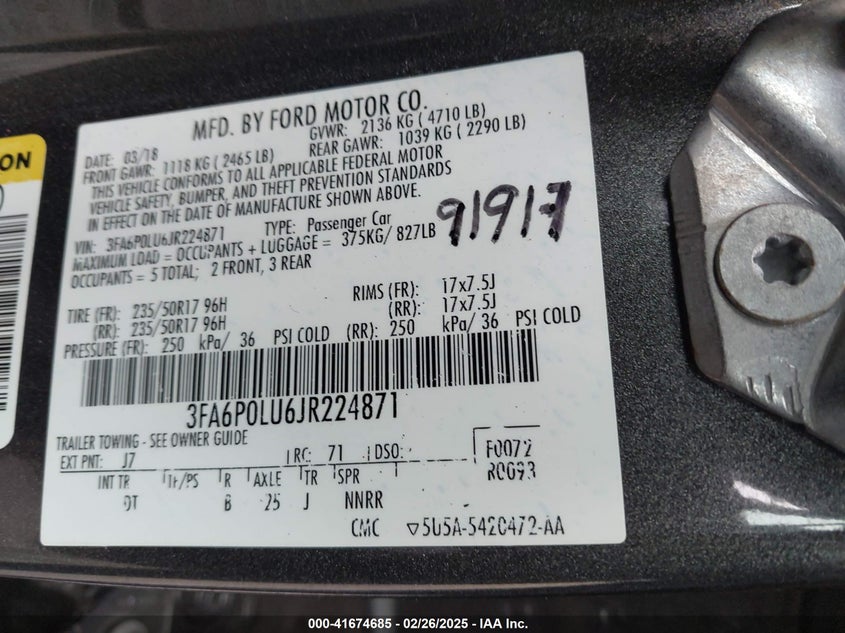 ON
MFD. BY FORD MOTOR CO.
DATE: 03/18 GVWR: 2136 KG ( 4710 LB)
FRONT GAWR: 1118 KG ( 2465 LB) REAR GAWR: 1039 KG ( 2290 LB)
THIS VEHICLE CONFORMS TO ALL APPLICABLE FEDERAL MOTOR
VEHICLE SAFETY, BUMPER, AND THEFT PREVENTION STANDARDS
IN EFFECT ON THE DATE OF MANUFACTURE SHOWN ABOVE.
91917
VIN: 3FA6P0LU6JR224871 TYPE: Passenger Car
MAXIMUM LOAD = OCCUPANTS + LUGGAGE = 375KG/ 827LB
OCCUPANTS = 5 TOTAL; 2 FRONT, 3 REAR
TIRE (FR): 235/50R17 96H RIMS (FR): 17x7.5J
(RR): 235/50R17 96H (RR): 17x7.5J
PRESSURE (FR): 250 kPa/ 36 PSI COLD (RR): 250 kPa/ 36 PSI COLD
3FA6P0LU6JR224871
TRAILER TOWING - SEE OWNER GUIDE
EXT PNT: J7 RC: 71 DSO: F0072
INT TR TP/PS R AXLE TR SPR R0093
DT B 25 J NNRR
CMC 5U5A-5420472-AA
000-41674685 (02/26/2025) - IAA Inc.